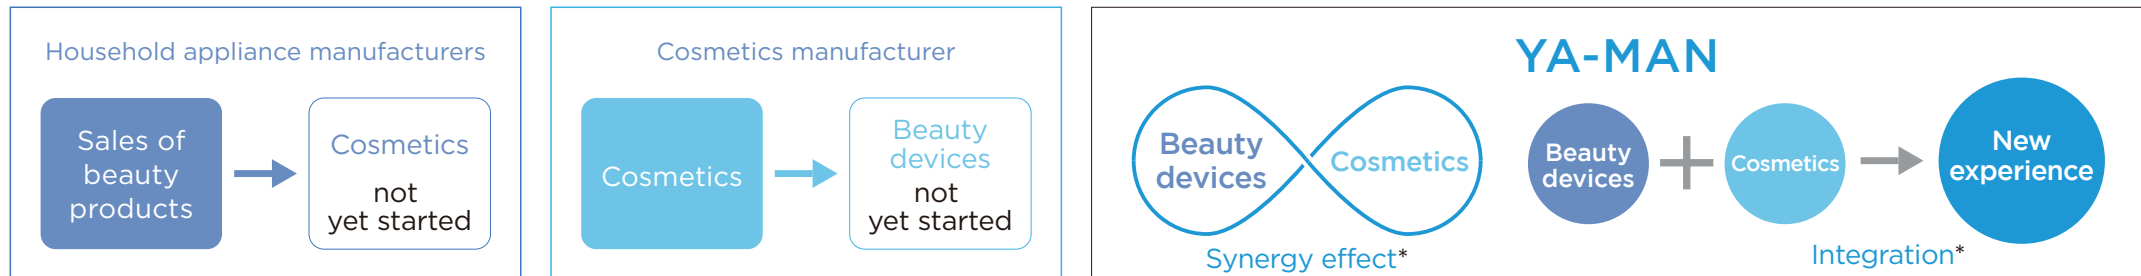 Household appliance manufacturers
Sales of
beauty
products
Cosmetics
not
yet started
Cosmetics manufacturer
Cosmetics
Beauty
devices
not
yet started
YA-MAN
Beauty
devices
Cosmetics
Synergy effect*
Beauty
devices
Cosmetics
New
experience
Integration*